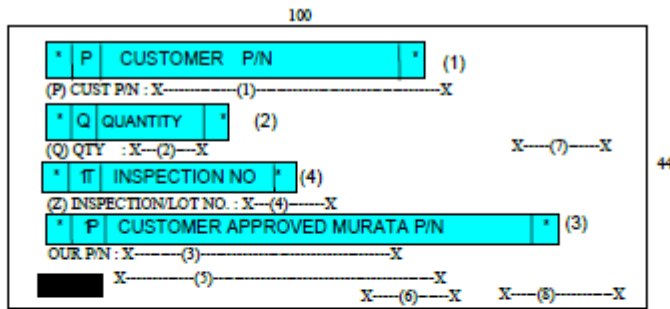 100
* P CUSTOMER P/N * (1)
(P) CUST P/N : X--------------(1)-----------------------------------X
* Q QUANTITY * (2)
(Q) QTY : X---(2)----X X-----(7)------X
44
* 1T INSPECTION NO * (4)
(Z) INSPECTION/LOT NO. : X---(4)-------X
* 1P CUSTOMER APPROVED MURATA P/N * (3)
OUR P/N : X---------(3)---------------------------------X
X--------------(5)------------------------------------------X
X-----(6)------X X-----(8)-----------X